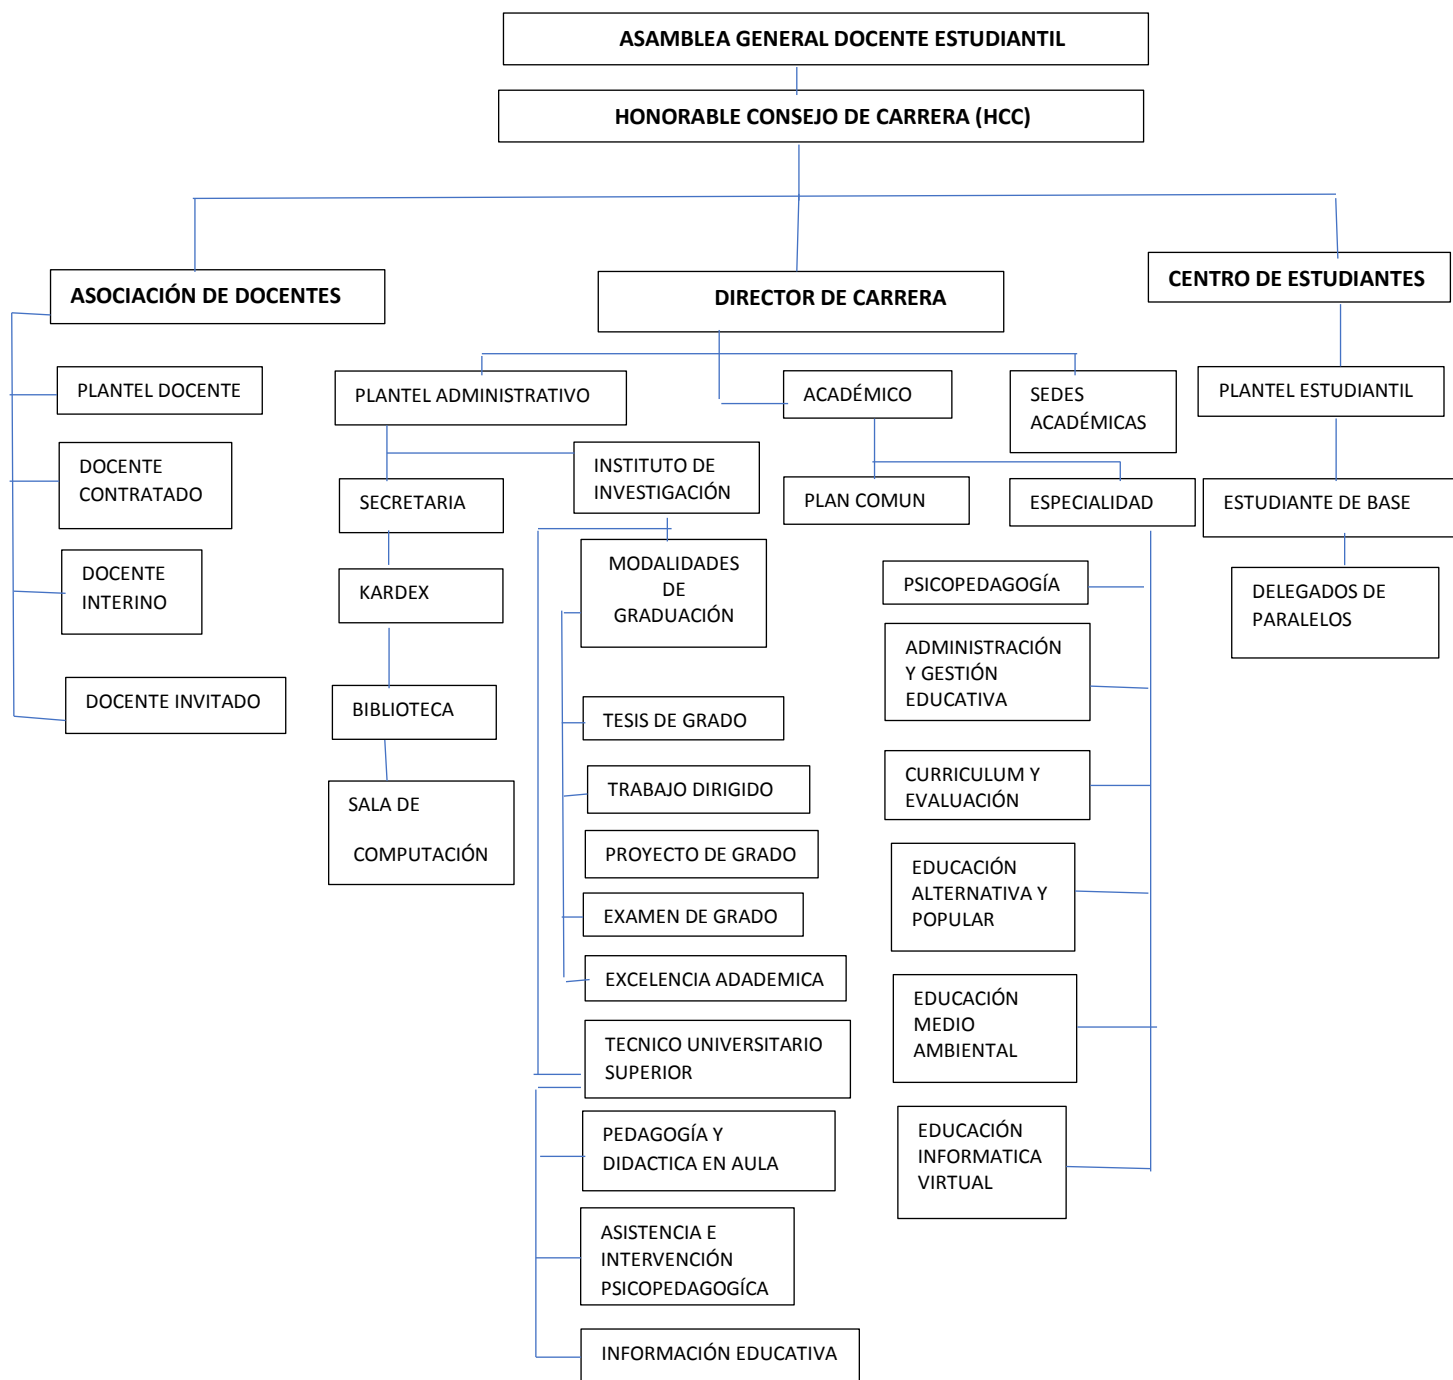 ASAMBLEA GENERAL DOCENTE ESTUDIANTIL
HONORABLE CONSEJO DE CARRERA (HCC)
ASOCIACIÓN DE DOCENTES
PLANTEL DOCENTE
DOCENTE
CONTRATADO
DOCENTE
INTERINO
DOCENTE INVITADO
DIRECTOR DE CARRERA
PLANTEL ADMINISTRATIVO
SECRETARIA
KARDEX
BIBLIOTECA
SALA DE
COMPUTACIÓN
INSTITUTO DE
INVESTIGACIÓN
MODALIDADES
DE
GRADUACIÓN
TESIS DE GRADO
TRABAJO DIRIGIDO
PROYECTO DE GRADO
EXAMEN DE GRADO
EXCELENCIA ADADEMICA
TECNICO UNIVERSITARIO
SUPERIOR
PEDAGOGÍA Y
DIDACTICA EN AULA
ASISTENCIA E
INTERVENCIÓN
PSICOPEDAGOGÍCA
INFORMACIÓN EDUCATIVA
ACADÉMICO
PLAN COMUN
ESPECIALIDAD
PSICOPEDAGOGÍA
ADMINISTRACIÓN
Y GESTIÓN
EDUCATIVA
CURRICULUM Y
EVALUACIÓN
EDUCACIÓN
ALTERNATIVA Y
POPULAR
EDUCACIÓN
MEDIO
AMBIENTAL
EDUCACIÓN
INFORMATICA
VIRTUAL
SEDES
ACADÉMICAS
CENTRO DE ESTUDIANTES
PLANTEL ESTUDIANTIL
ESTUDIANTE DE BASE
DELEGADOS DE
PARALELOS